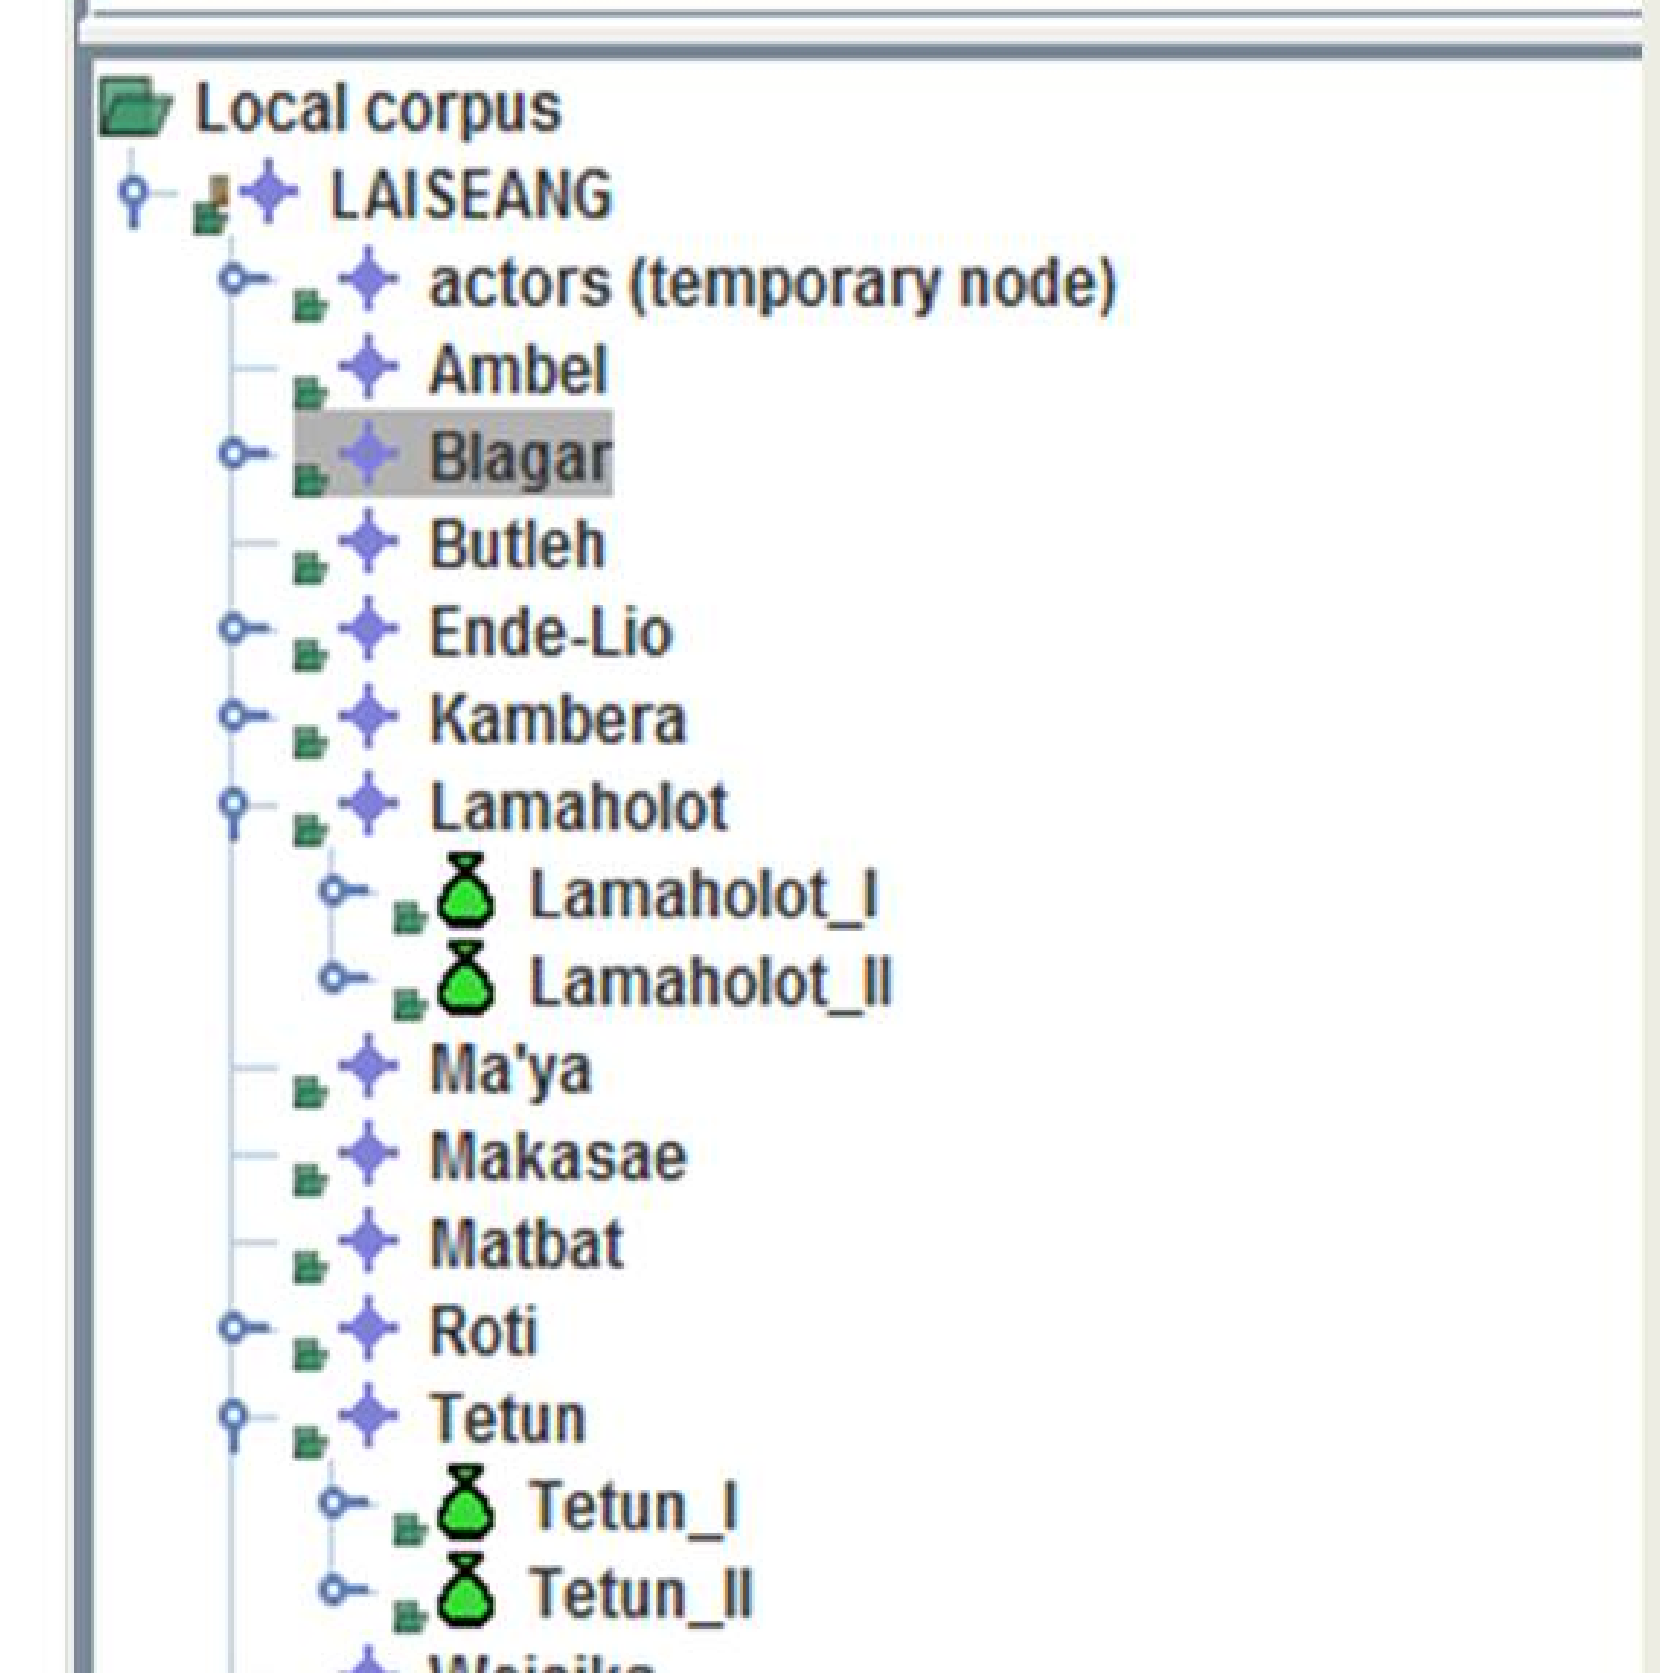 Local corpus
LAISEANG
actors (temporary node)
Ambel
Blagar
Butleh
Ende-Lio
Kambera
Lamaholot
Lamaholot_I
Lamaholot_II
Ma'ya
Makasae
Matbat
Roti
Tetun
Tetun_I
Tetun_II